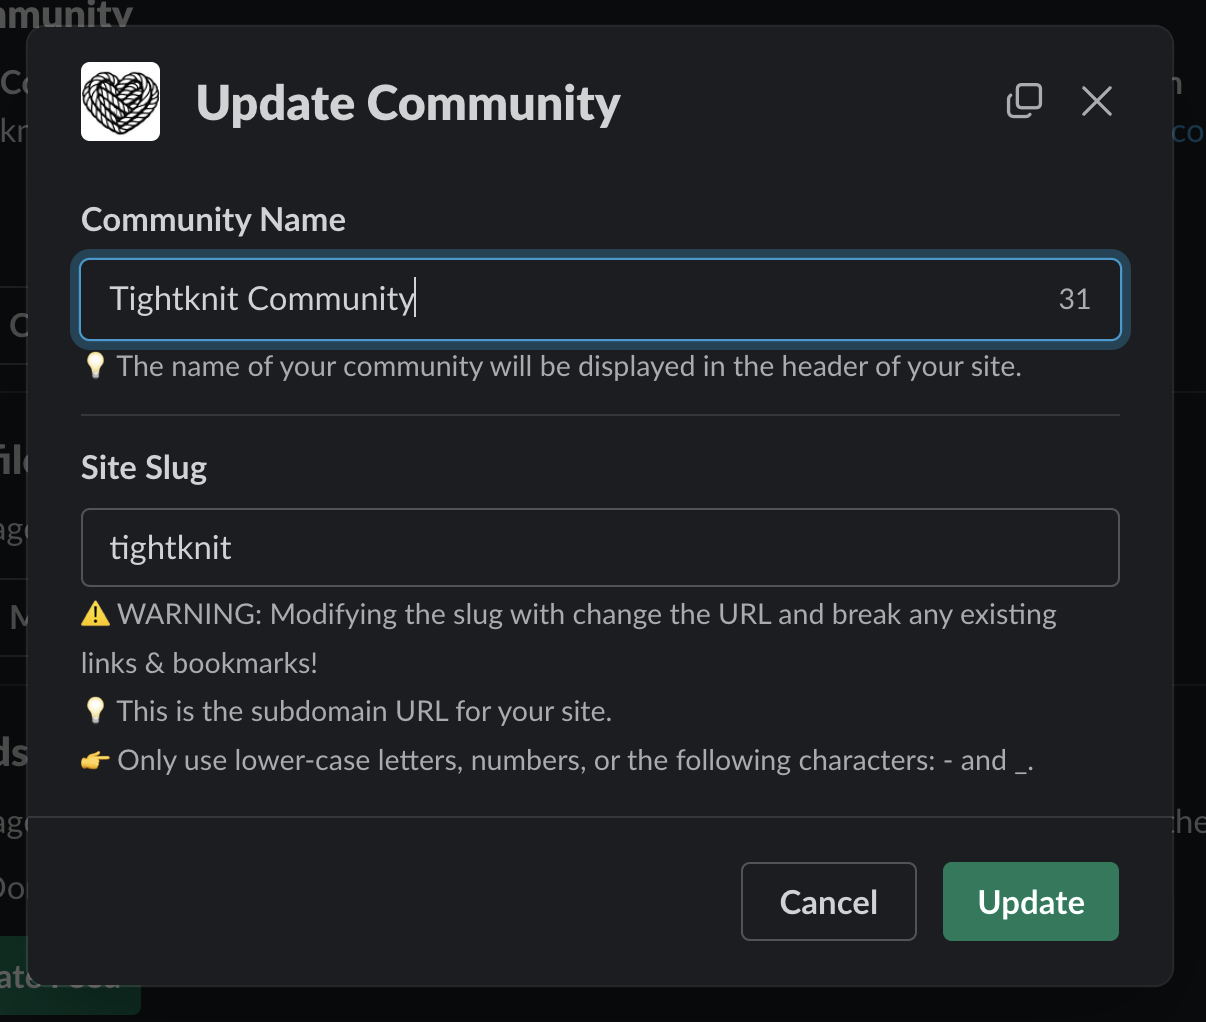 Update Community
Community Name
Tightknit Community 31
💡 The name of your community will be displayed in the header of your site.
Site Slug
tightknit
⚠️ WARNING: Modifying the slug with change the URL and break any existing
links & bookmarks!
💡 This is the subdomain URL for your site.
👉 Only use lower-case letters, numbers, or the following characters: - and _.
Cancel Update